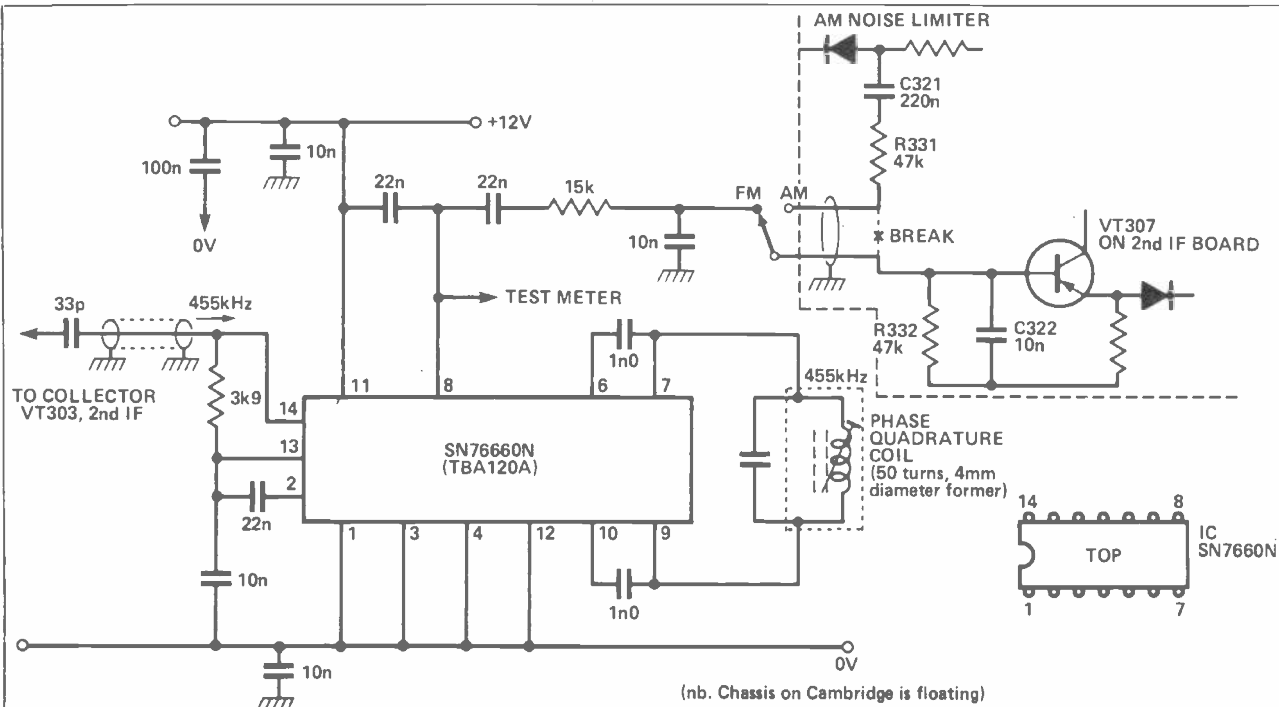 AM NOISE LIMITER
C321
220n
R331
47k
+12V
100n
10n
0V
22n
22n
15k
FM
AM
10n
BREAK
VT307
ON 2nd IF BOARD
TEST METER
33p
455kHz
TO COLLECTOR
VT303, 2nd IF
3k9
1n0
R332
47k
C322
10n
11
8
6
7
14
13
2
SN76660N
(TBA120A)
455kHz
PHASE
QUADRATURE
COIL
(50 turns, 4mm
diameter former)
22n
1
3
4
12
10
9
1n0
10n
14
8
TOP
IC
SN7660N
1
7
10n
0V
(nb. Chassis on Cambridge is floating)